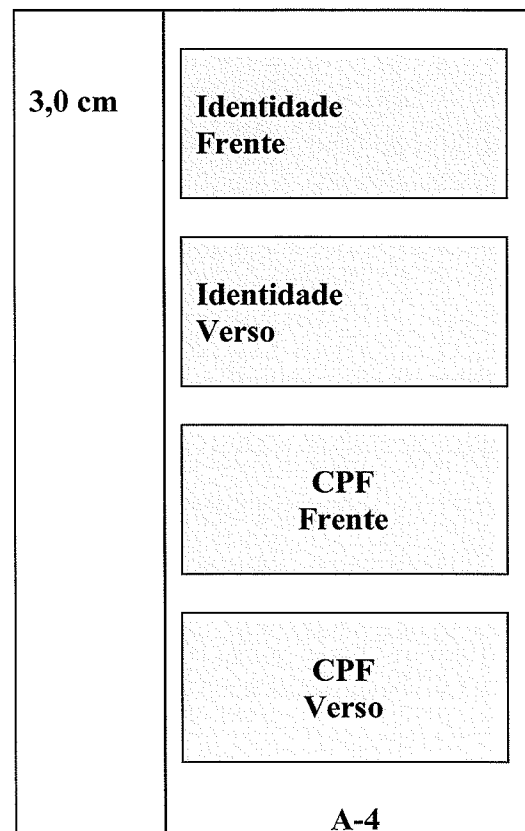 3,0 cm
Identidade
Frente
Identidade
Verso
CPF
Frente
CPF
Verso
A-4